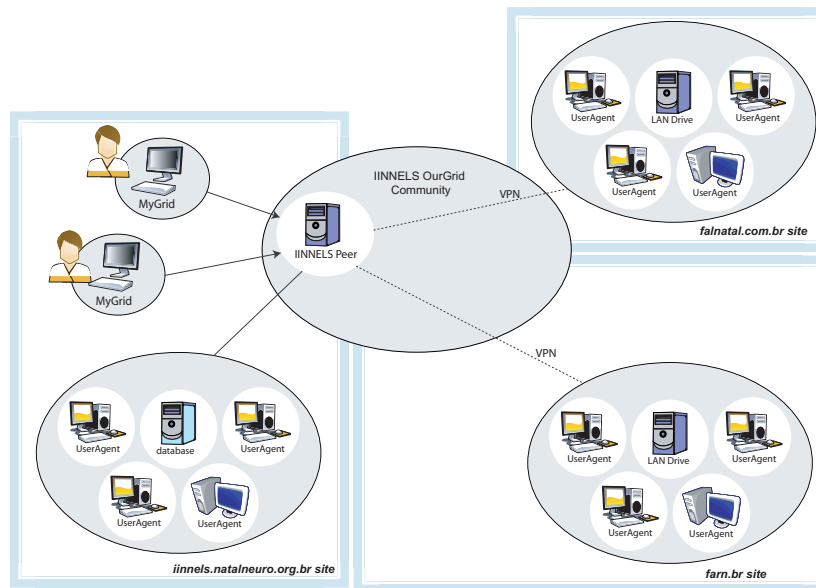 MyGrid
MyGrid
IINNELS OurGrid
Community
IINNELS Peer
VPN
VPN
UserAgent
LAN Drive
UserAgent
UserAgent
UserAgent
falnatal.com.br site
UserAgent
database
UserAgent
UserAgent
UserAgent
iinnels.natalneuro.org.br site
UserAgent
LAN Drive
UserAgent
UserAgent
UserAgent
farn.br site